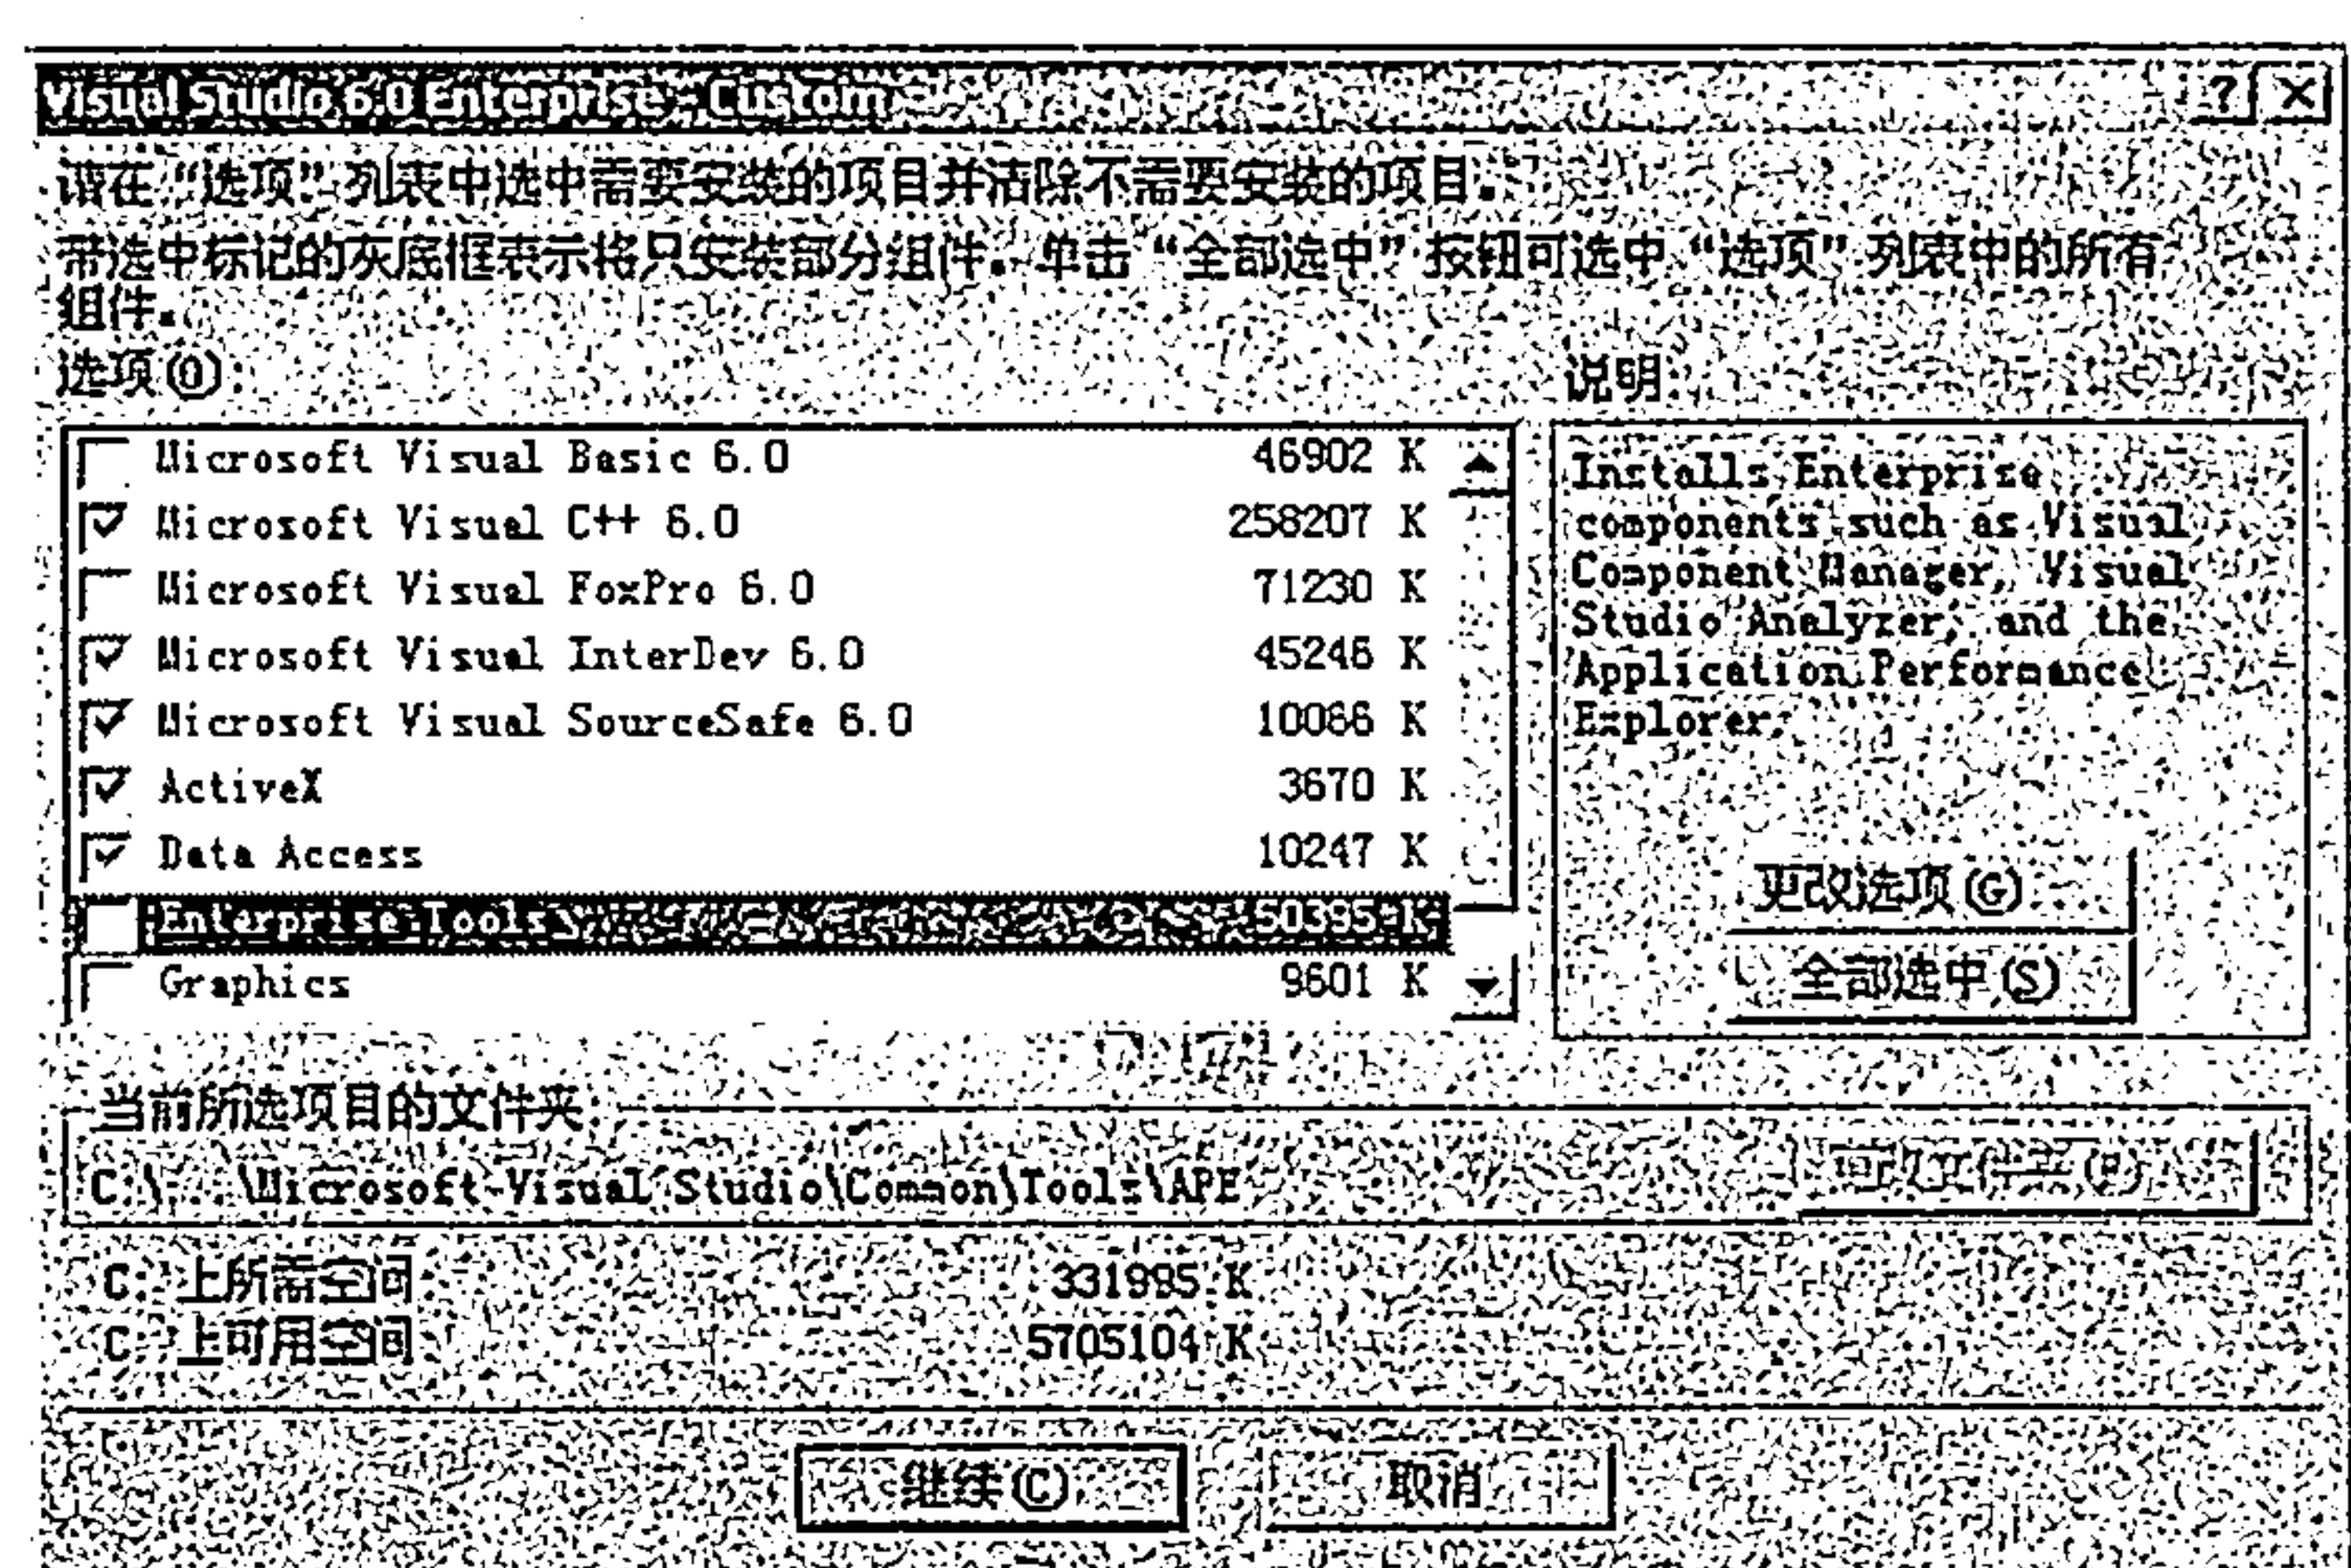 Visual Studio 6.0 Enterprise - Custom
请在“选项”列表中选中需要安装的项目并清除不需要安装的项目。
带选中标记的灰底框表示将只安装部分组件。单击“全部选中”按钮可选中“选项”列表中的所有
组件。
选项(O):
说明:
Microsoft Visual Basic 6.0 46902 K
Microsoft Visual C++ 6.0 258207 K
Microsoft Visual FoxPro 6.0 71230 K
Microsoft Visual InterDev 6.0 45246 K
Microsoft Visual SourceSafe 6.0 10066 K
ActiveX 3670 K
Data Access 10247 K
Enterprise Tools 50395 K
Graphics 9601 K
Installs Enterprise
components such as Visual
Component Manager, Visual
Studio Analyzer, and the
Application Performance
Explorer.
更改选项(G)
全部选中(S)
当前所选项目的文件夹:
C:\...\Microsoft Visual Studio\Common\Tools\APE
文件夹
C: 上所需空间: 331995 K
C: 上可用空间: 5705104 K
继续(C)
取消